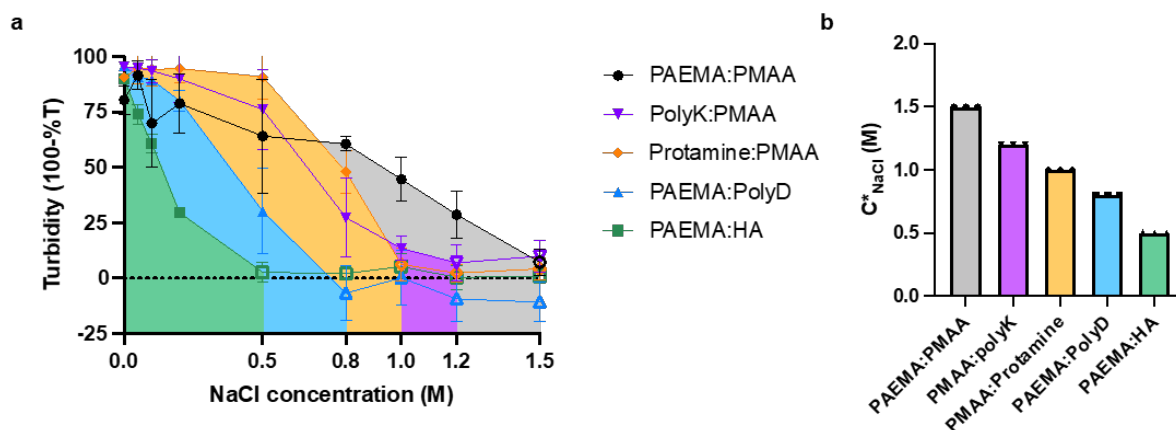 a
Turbidity (100-%T)
100
75
50
25
0
-25
0.0 0.5 0.8 1.0 1.2 1.5
NaCl concentration (M)
PAEMA:PMAA
PolyK:PMAA
Protamine:PMAA
PAEMA:PolyD
PAEMA:HA
b
C*NaCl (M)
2.0
1.5
1.0
0.5
0.0
PAEMA:PMAA
PMAA:polyK
PMAA:Protamine
PAEMA:PolyD
PAEMA:HA